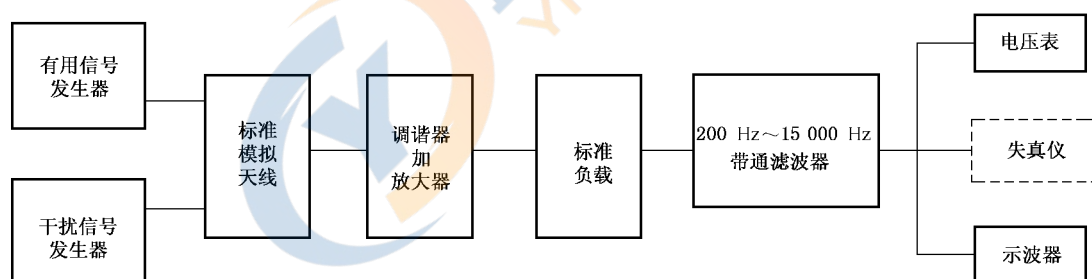 有用信号
发生器
干扰信号
发生器
标准
模拟
天线
调谐器
加
放大器
标准
负载
200 Hz～15 000 Hz
带通滤波器
电压表
失真仪
示波器